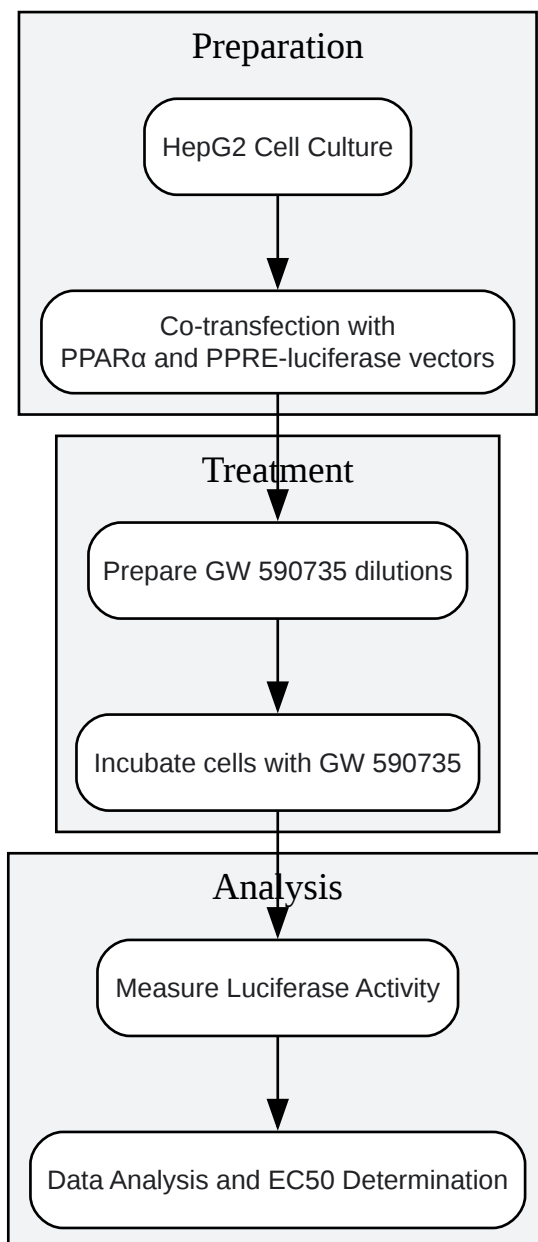 Preparation
HepG2 Cell Culture
Co-transfection with
PPARα and PPRE-luciferase vectors
Treatment
Prepare GW 590735 dilutions
Incubate cells with GW 590735
Analysis
Measure Luciferase Activity
Data Analysis and EC50 Determination